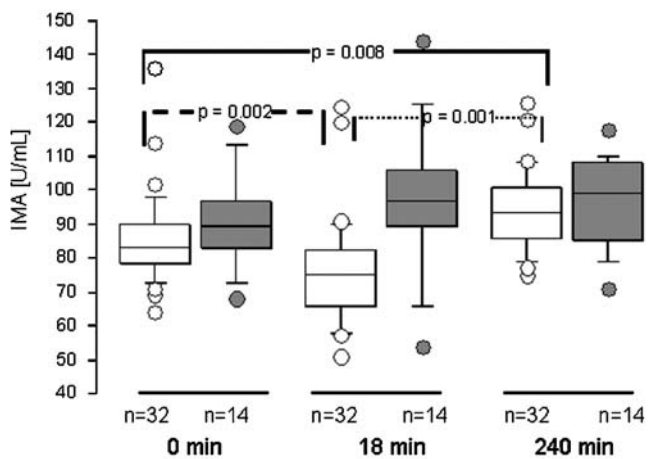 150
140
130
120
110
100
90
80
70
60
50
40
IMA [U/mL]
p = 0.008
p = 0.002
p = 0.001
n=32 n=14 n=32 n=14 n=32 n=14
0 min 18 min 240 min